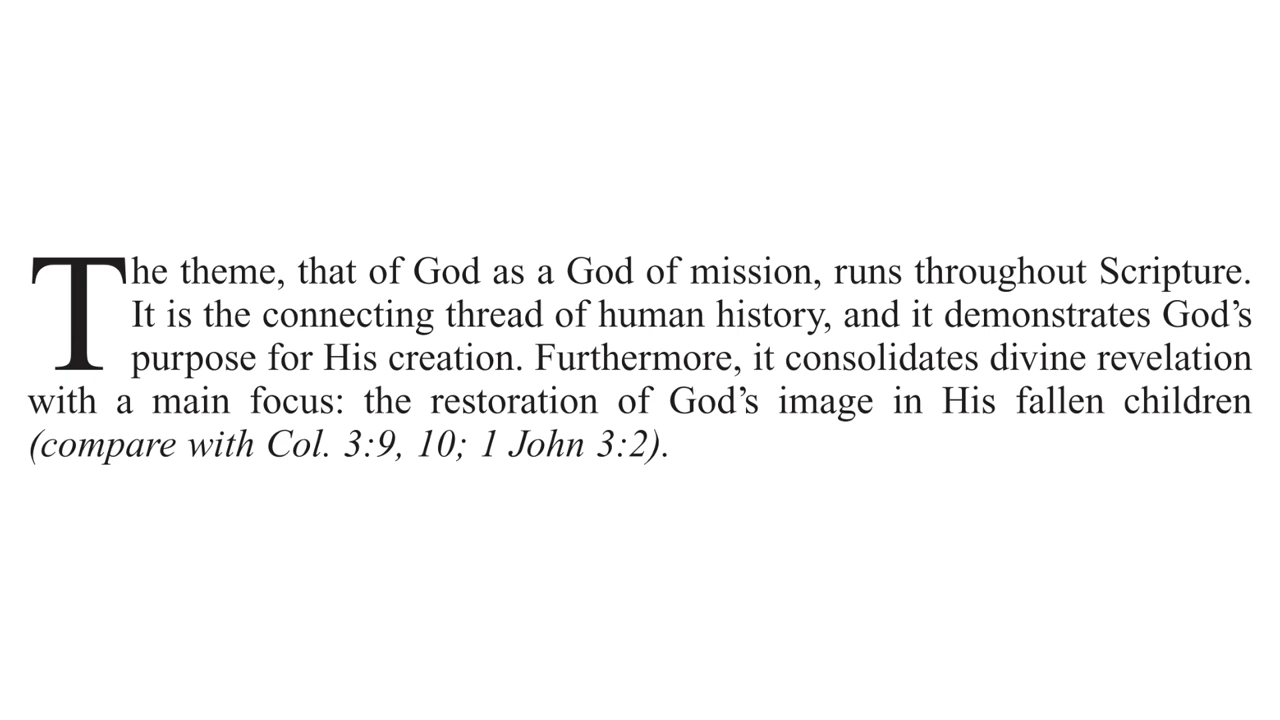 The theme, that of God as a God of mission, runs throughout Scripture.
It is the connecting thread of human history, and it demonstrates God’s
purpose for His creation. Furthermore, it consolidates divine revelation
with a main focus: the restoration of God’s image in His fallen children
(compare with Col. 3:9, 10; 1 John 3:2).